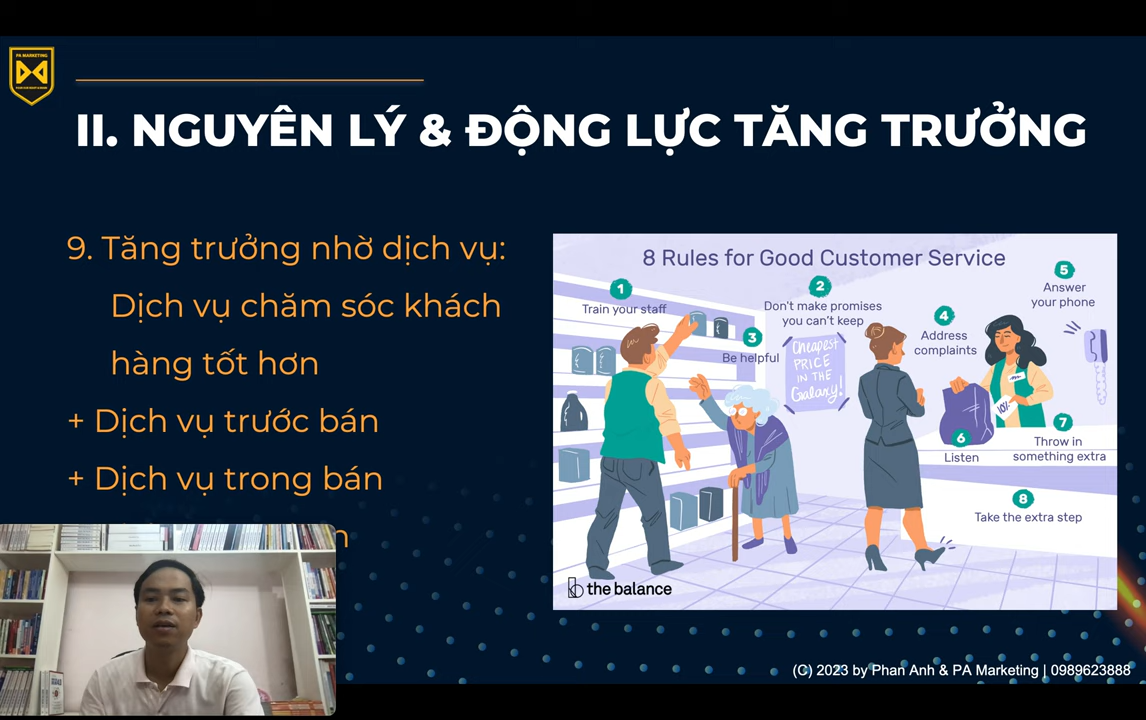 PA MARKETING
II. NGUYÊN LÝ & ĐỘNG LỰC TĂNG TRƯỞNG
9. Tăng trưởng nhờ dịch vụ:
Dịch vụ chăm sóc khách
hàng tốt hơn
+ Dịch vụ trước bán
+ Dịch vụ trong bán
8 Rules for Good Customer Service
1
Train your staff
2
Don't make promises
you can't keep
3
Be helpful
Cheapest
PRICE
IN THE
Galaxy!
4
Address
complaints
5
Answer
your phone
6
Listen
7
Throw in
something extra
8
Take the extra step
the balance
(C) 2023 by Phan Anh & PA Marketing | 0989623888